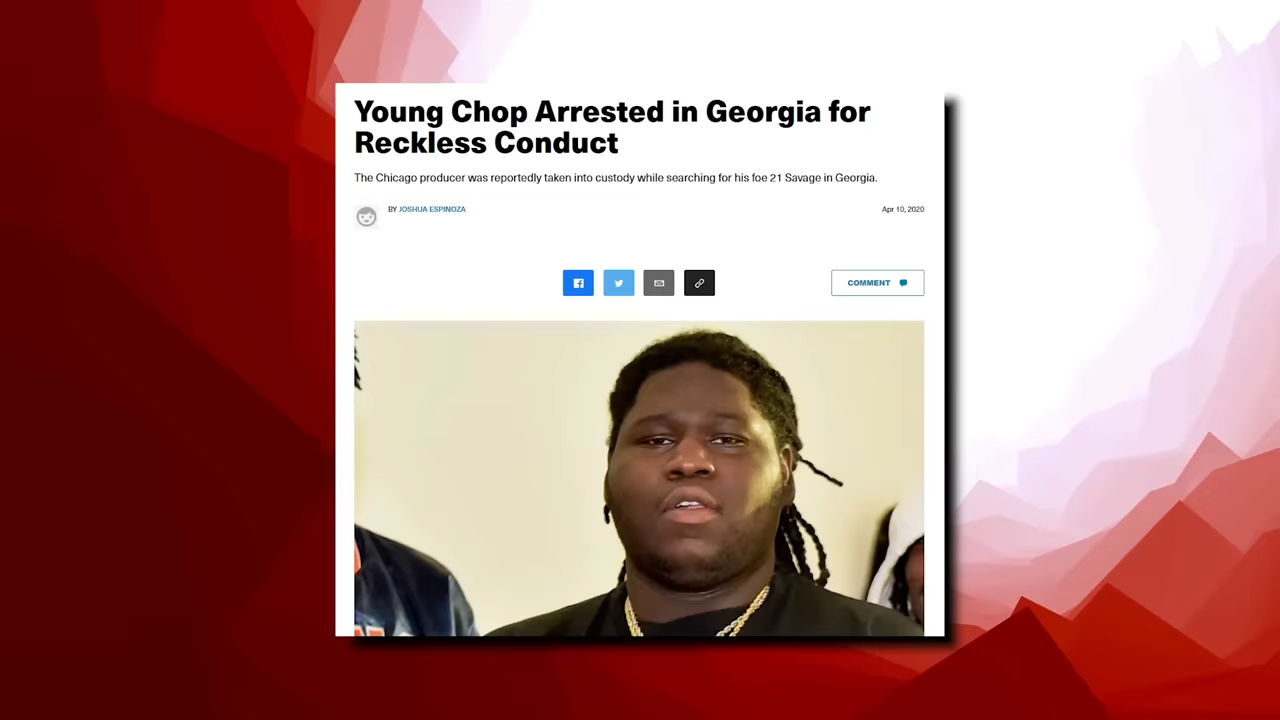 Young Chop Arrested in Georgia for
Reckless Conduct
The Chicago producer was reportedly taken into custody while searching for his foe 21 Savage in Georgia.
BY JOSHUA ESPINOZA
Apr 10, 2020
COMMENT